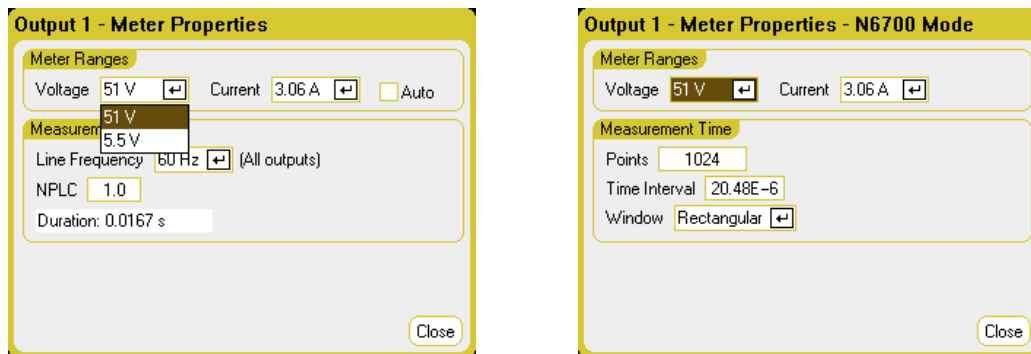 Output 1 - Meter Properties
Meter Ranges
Voltage 51 V Current 3.06 A Auto
51 V
5.5 V
Measurem
Line Frequency 60 Hz (All outputs)
NPLC 1.0
Duration: 0.0167 s
Close
Output 1 - Meter Properties - N6700 Mode
Meter Ranges
Voltage 51 V Current 3.06 A
Measurement Time
Points 1024
Time Interval 20.48E-6
Window Rectangular
Close